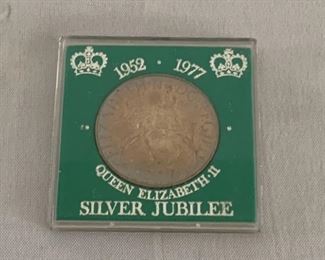 1952 · 1977
QUEEN ELIZABETH·II
SILVER JUBILEE